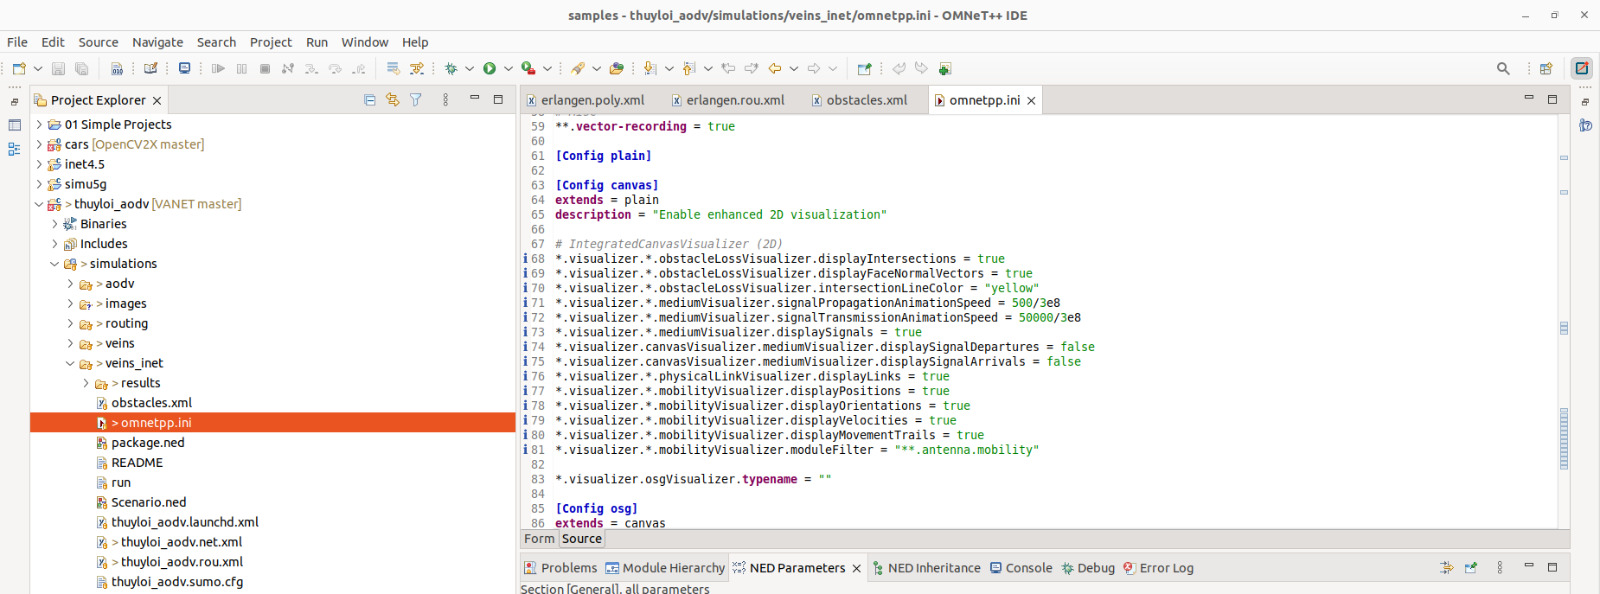 samples - thuyloi_aodv/simulations/veins_inet/omnetpp.ini - OMNeT++ IDE
File Edit Source Navigate Search Project Run Window Help
Project Explorer
01 Simple Projects
cars [OpenCV2X master]
inet4.5
simu5g
> thuyloi_aodv [VANET master]
Binaries
Includes
> simulations
> aodv
> images
> routing
> veins
> veins_inet
> results
obstacles.xml
> omnetpp.ini
package.ned
README
run
Scenario.ned
thuyloi_aodv.launchd.xml
> thuyloi_aodv.net.xml
> thuyloi_aodv.rou.xml
thuyloi_aodv.sumo.cfg
erlangen.poly.xml erlangen.rou.xml obstacles.xml omnetpp.ini
59 **.vector-recording = true
60
61 [Config plain]
62
63 [Config canvas]
64 extends = plain
65 description = "Enable enhanced 2D visualization"
66
67 # IntegratedCanvasVisualizer (2D)
68 *.visualizer.*.obstacleLossVisualizer.displayIntersections = true
69 *.visualizer.*.obstacleLossVisualizer.displayFaceNormalVectors = true
70 *.visualizer.*.obstacleLossVisualizer.intersectionLineColor = "yellow"
71 *.visualizer.*.mediumVisualizer.signalPropagationAnimationSpeed = 500/3e8
72 *.visualizer.*.mediumVisualizer.signalTransmissionAnimationSpeed = 50000/3e8
73 *.visualizer.*.mediumVisualizer.displaySignals = true
74 *.visualizer.canvasVisualizer.mediumVisualizer.displaySignalDepartures = false
75 *.visualizer.canvasVisualizer.mediumVisualizer.displaySignalArrivals = false
76 *.visualizer.*.physicalLinkVisualizer.displayLinks = true
77 *.visualizer.*.mobilityVisualizer.displayPositions = true
78 *.visualizer.*.mobilityVisualizer.displayOrientations = true
79 *.visualizer.*.mobilityVisualizer.displayVelocities = true
80 *.visualizer.*.mobilityVisualizer.displayMovementTrails = true
81 *.visualizer.*.mobilityVisualizer.moduleFilter = "**.antenna.mobility"
82
83 *.visualizer.osgVisualizer.typename = ""
84
85 [Config osg]
86 extends = canvas
Form Source
Problems Module Hierarchy NED Parameters NED Inheritance Console Debug Error Log
Section [General], all parameters